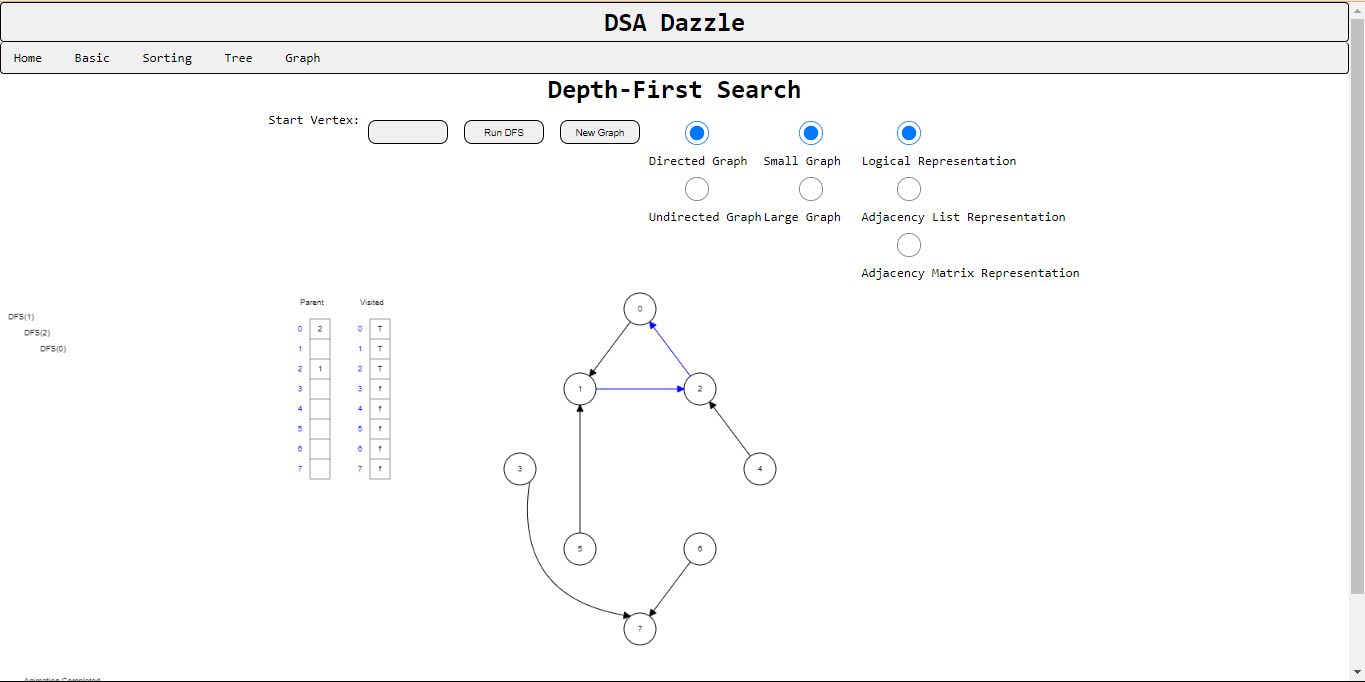 DSA Dazzle
Home Basic Sorting Tree Graph
Depth-First Search
Start Vertex: Run DFS New Graph
Directed Graph Small Graph Logical Representation
Undirected Graph Large Graph Adjacency List Representation
Adjacency Matrix Representation
DFS(1)
DFS(2)
DFS(0)
Parent Visited
0 2 0 T
1 1 T
2 1 2 T
3 3 f
4 4 f
5 5 f
6 6 f
7 7 f
0
1 2
3 4
5 6
7
Animation Completed